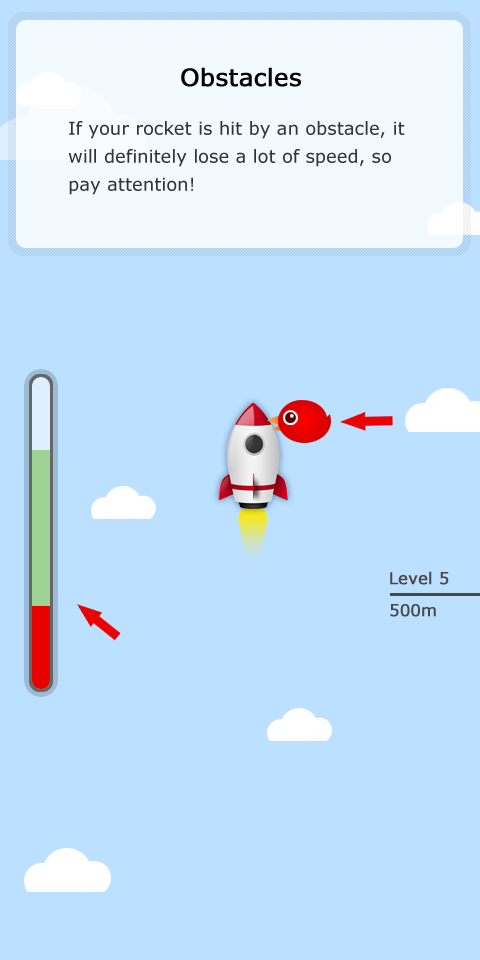 Obstacles
If your rocket is hit by an obstacle, it
will definitely lose a lot of speed, so
pay attention!
Level 5
500m